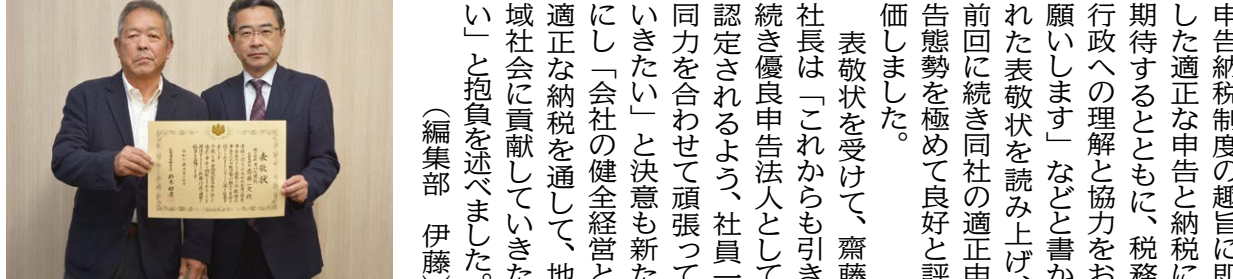 申告納税制度の趣旨に即
した適正な申告と納税に
期待するとともに、税務
行政への理解と協力をお
願いします」などと書か
れた表敬状を読み上げ、
前回に続き同社の適正申
告態勢を極めて良好と評
価しました。
　表敬状を受けて、齋藤
社長は「これからも引き
続き優良申告法人として
認定されるよう、社員一
同力を合わせて頑張って
いきたい」と決意も新た
にし「会社の健全経営と
適正な納税を通して、地
域社会に貢献していきた
い」と抱負を述べました。
（編集部　伊藤）
表敬状